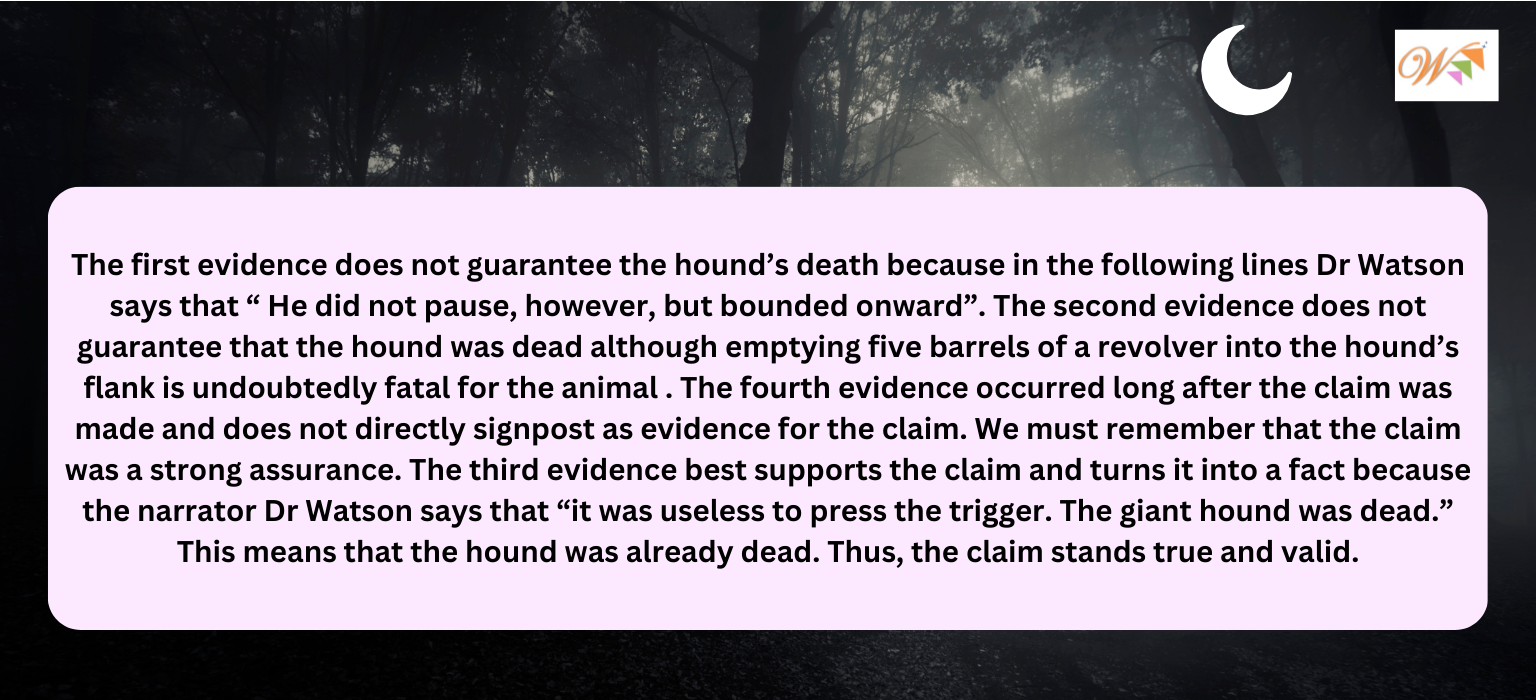 W
The first evidence does not guarantee the hound’s death because in the following lines Dr Watson
says that “ He did not pause, however, but bounded onward”. The second evidence does not
guarantee that the hound was dead although emptying five barrels of a revolver into the hound’s
flank is undoubtedly fatal for the animal . The fourth evidence occurred long after the claim was
made and does not directly signpost as evidence for the claim. We must remember that the claim
was a strong assurance. The third evidence best supports the claim and turns it into a fact because
the narrator Dr Watson says that “it was useless to press the trigger. The giant hound was dead.”
This means that the hound was already dead. Thus, the claim stands true and valid.